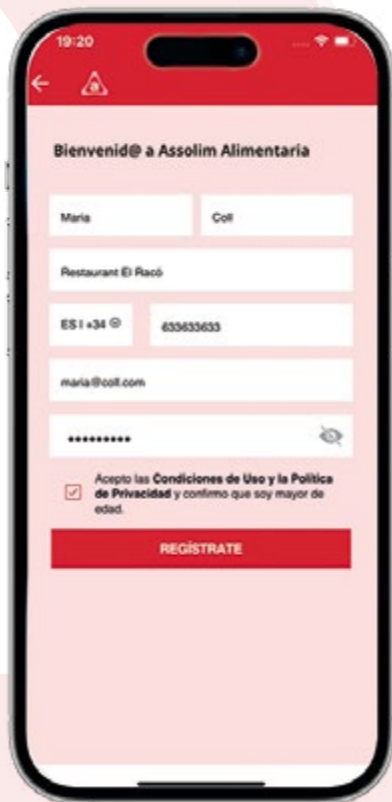 19:20
a
Bienvenid@ a Assolim Alimentaria
Maria
Coll
Restaurant El Racó
ES | +34
633633633
maria@coll.com
•••••••••
Acepto las Condiciones de Uso y la Política
de Privacidad y confirmo que soy mayor de
edad.
REGÍSTRATE